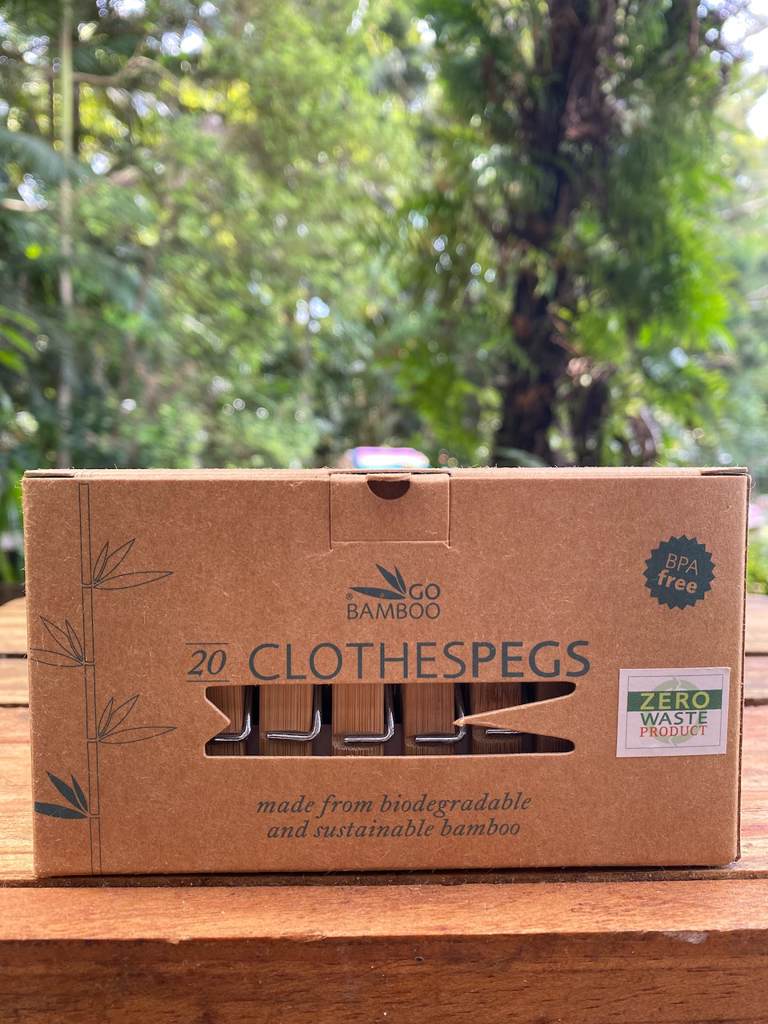 BPA
free
® GO
BAMBOO
20 CLOTHESPEGS
ZERO
WASTE
PRODUCT
made from biodegradable
and sustainable bamboo